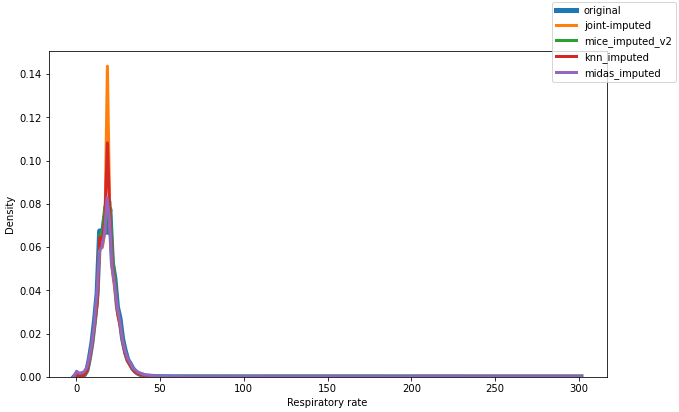 original
joint-imputed
mice_imputed_v2
knn_imputed
midas_imputed
0.14
0.12
0.10
0.08
0.06
0.04
0.02
0.00
Density
0 50 100 150 200 250 300
Respiratory rate